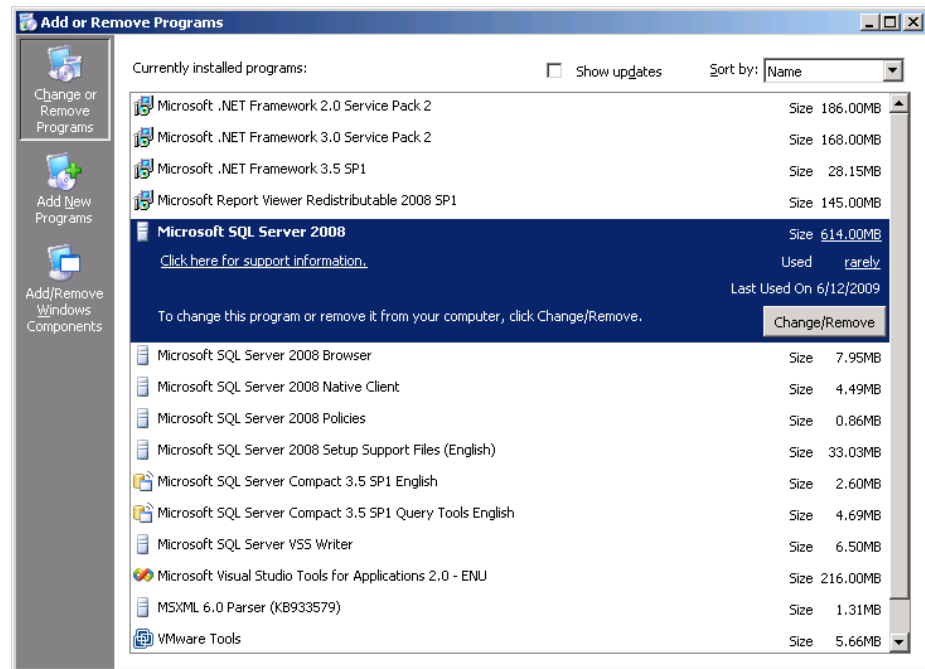 Add or Remove Programs
Change or
Remove
Programs
Add New
Programs
Add/Remove
Windows
Components
Currently installed programs:
Show updates
Sort by: Name
Microsoft .NET Framework 2.0 Service Pack 2 Size 186.00MB
Microsoft .NET Framework 3.0 Service Pack 2 Size 168.00MB
Microsoft .NET Framework 3.5 SP1 Size 28.15MB
Microsoft Report Viewer Redistributable 2008 SP1 Size 145.00MB
Microsoft SQL Server 2008 Size 614.00MB
Click here for support information. Used rarely
Last Used On 6/12/2009
To change this program or remove it from your computer, click Change/Remove. Change/Remove
Microsoft SQL Server 2008 Browser Size 7.95MB
Microsoft SQL Server 2008 Native Client Size 4.49MB
Microsoft SQL Server 2008 Policies Size 0.86MB
Microsoft SQL Server 2008 Setup Support Files (English) Size 33.03MB
Microsoft SQL Server Compact 3.5 SP1 English Size 2.60MB
Microsoft SQL Server Compact 3.5 SP1 Query Tools English Size 4.69MB
Microsoft SQL Server VSS Writer Size 6.50MB
Microsoft Visual Studio Tools for Applications 2.0 - ENU Size 216.00MB
MSXML 6.0 Parser (KB933579) Size 1.31MB
VMware Tools Size 5.66MB